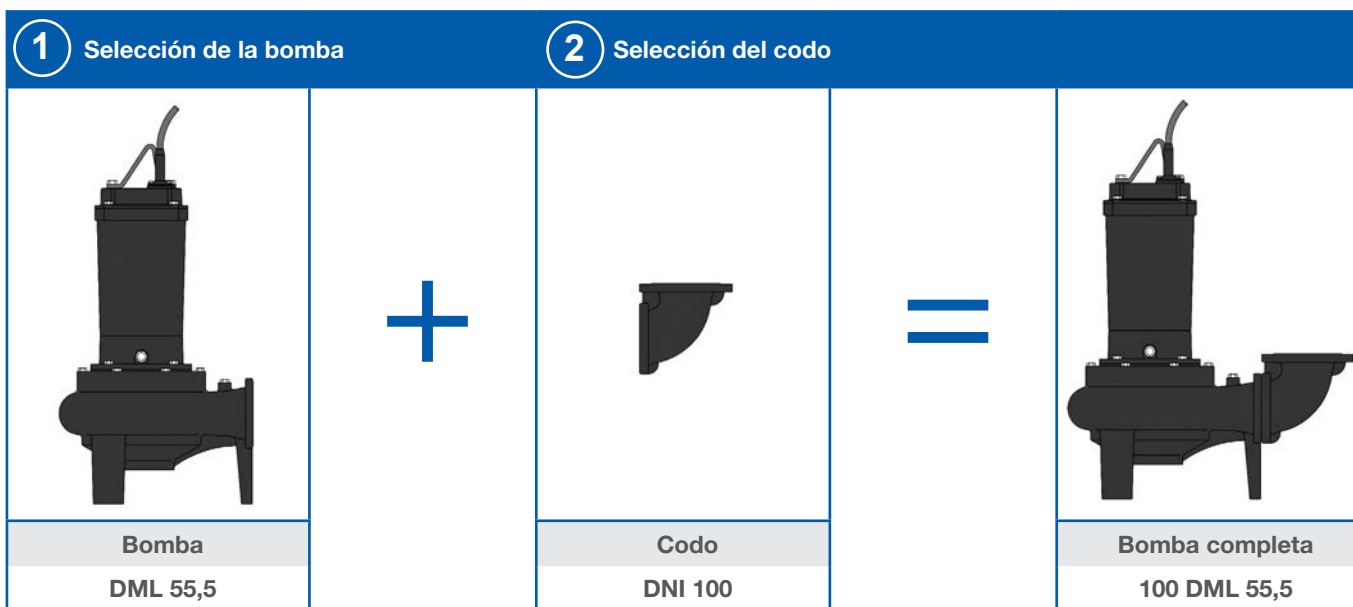 1 Selección de la bomba
2 Selección del codo
Bomba
Codo
Bomba completa
DML 55,5
DNI 100
100 DML 55,5